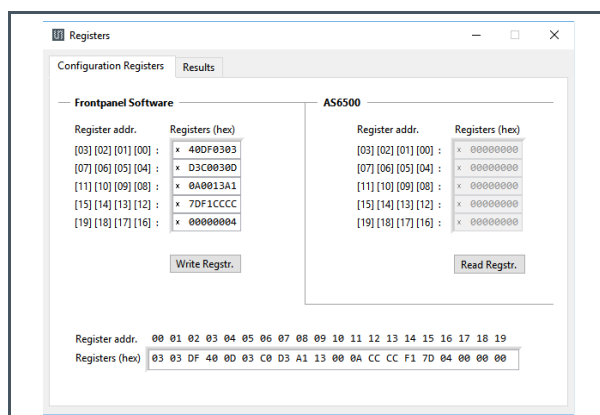 Registers
Configuration Registers Results
Frontpanel Software AS6500
Register addr. Registers (hex) Register addr. Registers (hex)
[03] [02] [01] [00] : x 40DF0303 [03] [02] [01] [00] : x 00000000
[07] [06] [05] [04] : x D3C0030D [07] [06] [05] [04] : x 00000000
[11] [10] [09] [08] : x 0A0013A1 [11] [10] [09] [08] : x 00000000
[15] [14] [13] [12] : x 7DF1CCCC [15] [14] [13] [12] : x 00000000
[19] [18] [17] [16] : x 00000004 [19] [18] [17] [16] : x 00000000
Write Regstr. Read Regstr.
Register addr. 00 01 02 03 04 05 06 07 08 09 10 11 12 13 14 15 16 17 18 19
Registers (hex) 03 03 DF 40 0D 03 C0 D3 A1 13 00 0A CC CC F1 7D 04 00 00 00